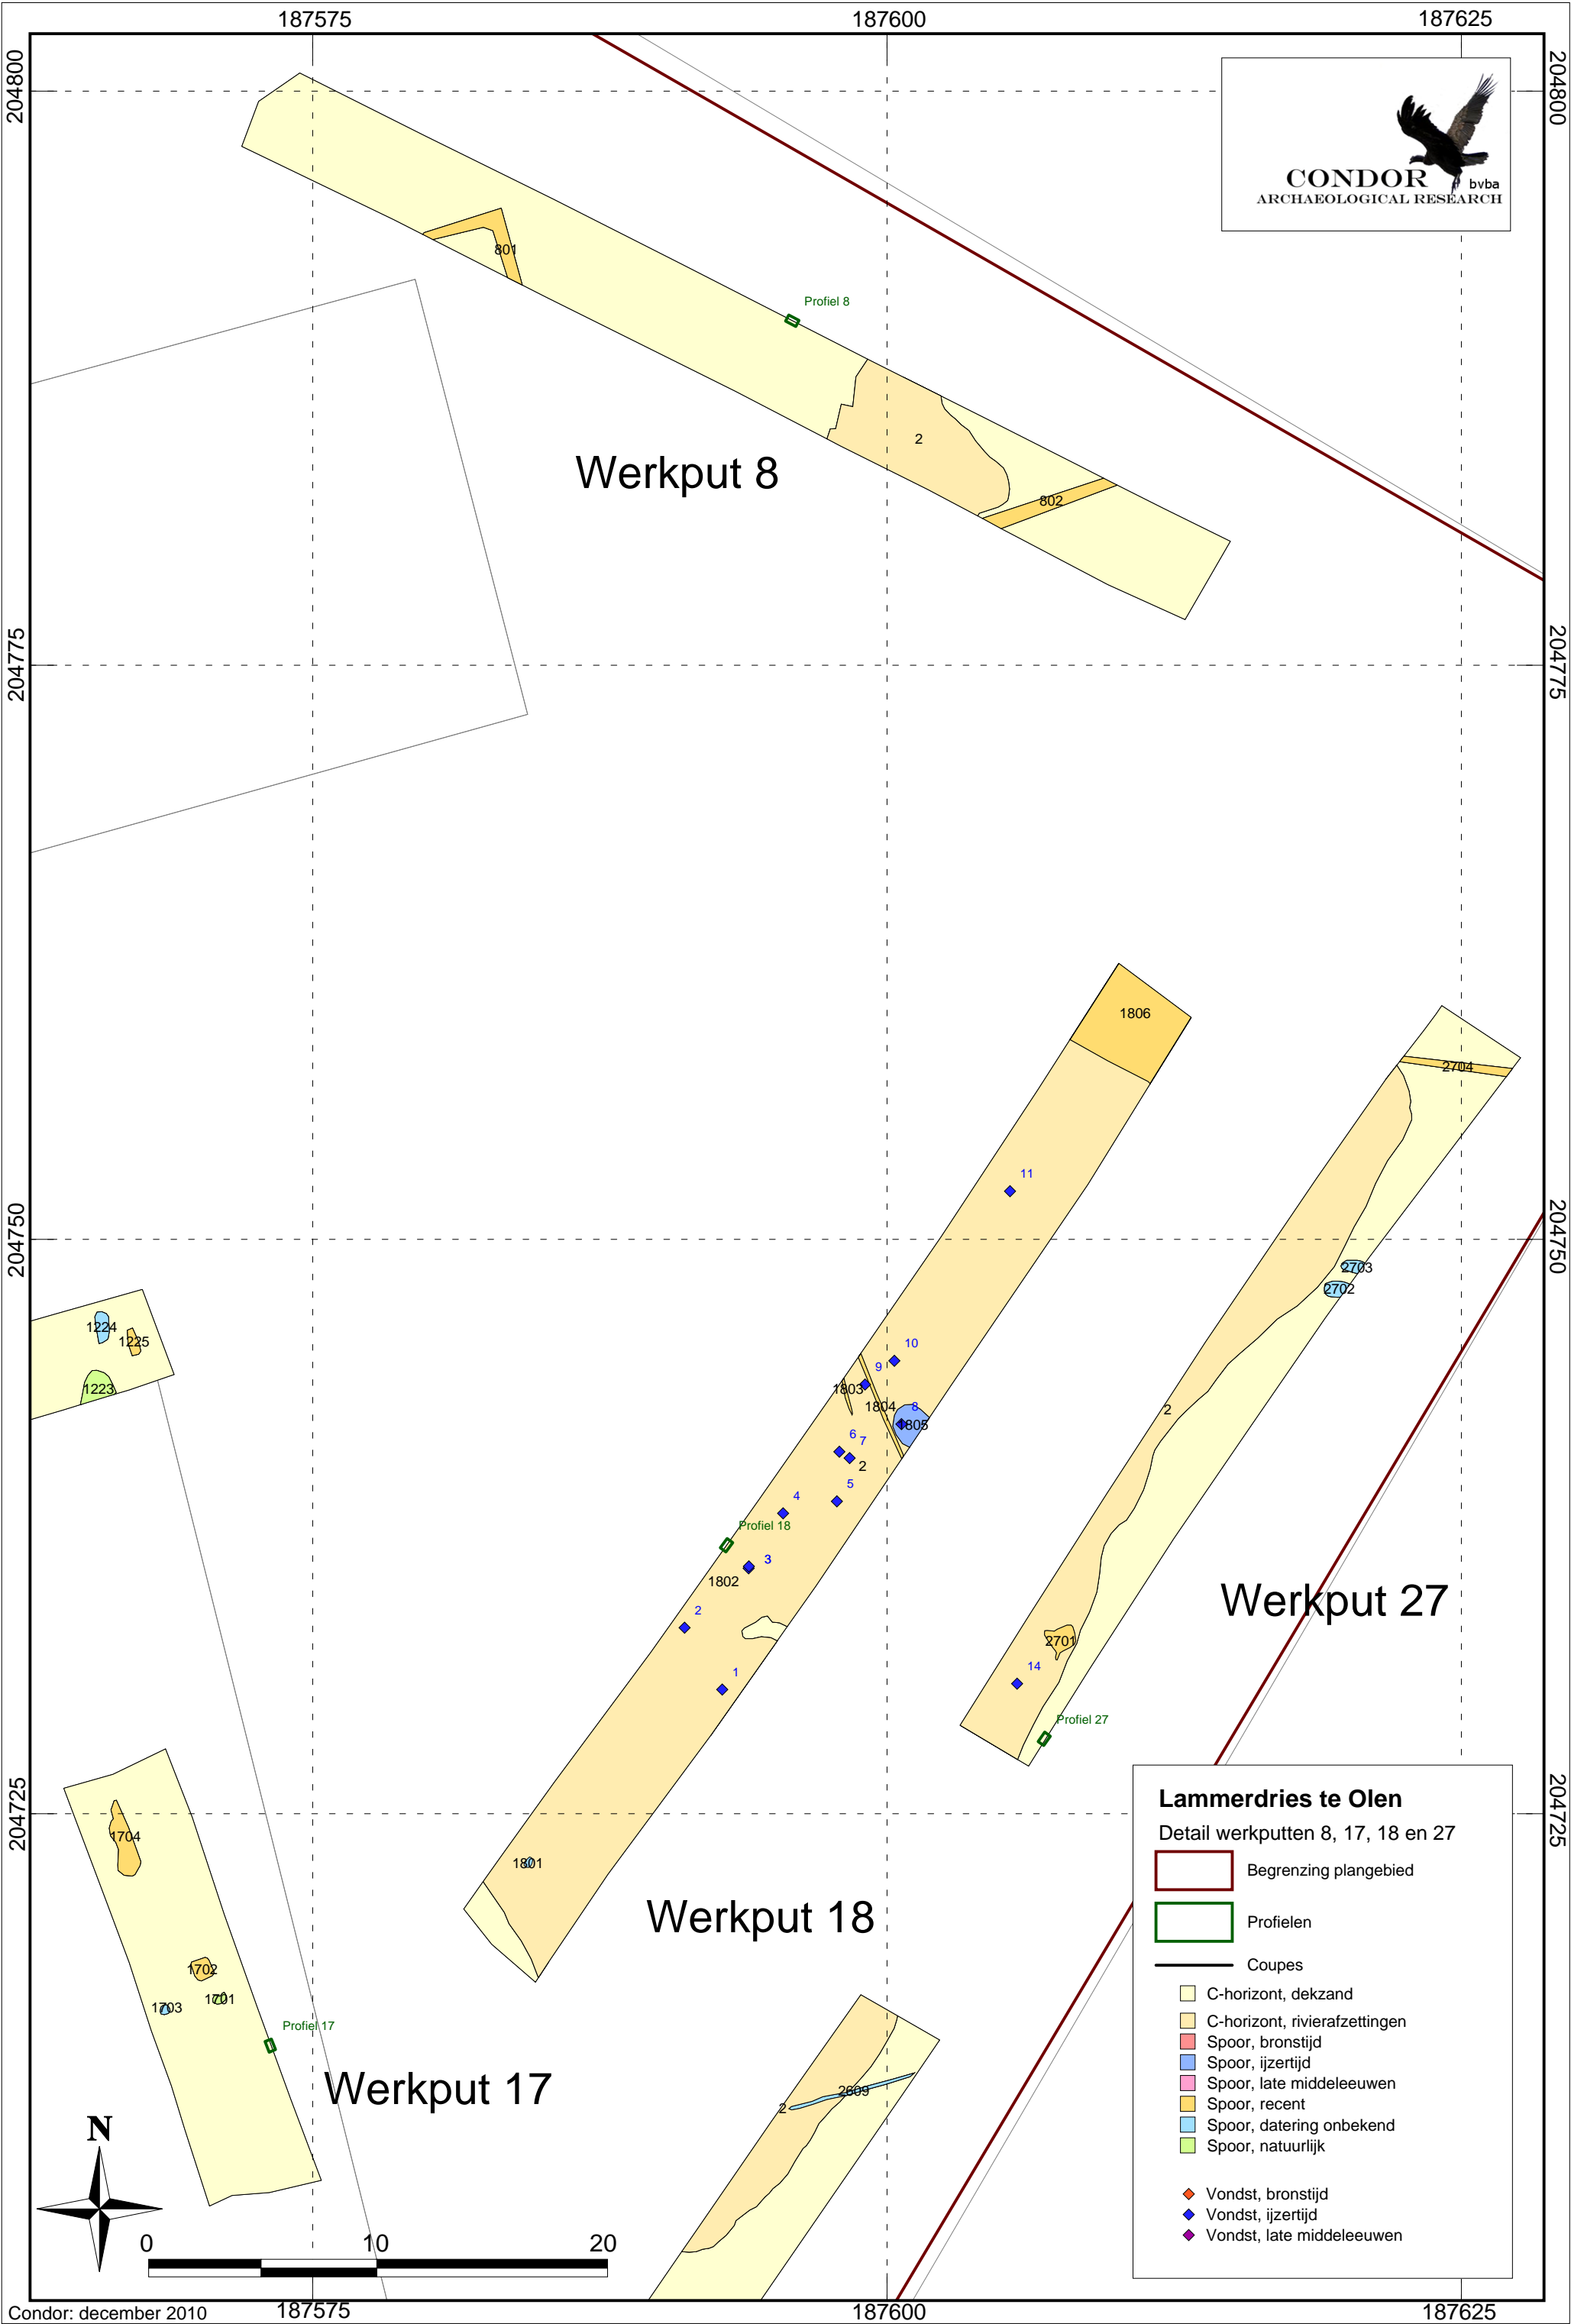 187575
187600
187625
204800
204800
CONDOR
bvba
ARCHAEOLOGICAL RESEARCH
801
Profiel 8
2
Werkput 8
802
204775
204775
1806
2704
11
204750
204750
2703
2702
1224
1225
1223
10
9
1803
1804
8
1805
2
6
7
2
5
4
Profiel 18
3
1802
2
Werkput 27
2701
14
1
Profiel 27
204725
204725
Lammerdries te Olen
Detail werkputten 8, 17, 18 en 27
Begrenzing plangebied
Profielen
Coupes
C-horizont, dekzand
C-horizont, rivierafzettingen
Spoor, bronstijd
Spoor, ijzertijd
Spoor, late middeleeuwen
Spoor, recent
Spoor, datering onbekend
Spoor, natuurlijk
Vondst, bronstijd
Vondst, ijzertijd
Vondst, late middeleeuwen
1704
1801
Werkput 18
1702
1701
1703
Profiel 17
Werkput 17
2609
2
N
0
10
20
Condor: december 2010
187575
187600
187625